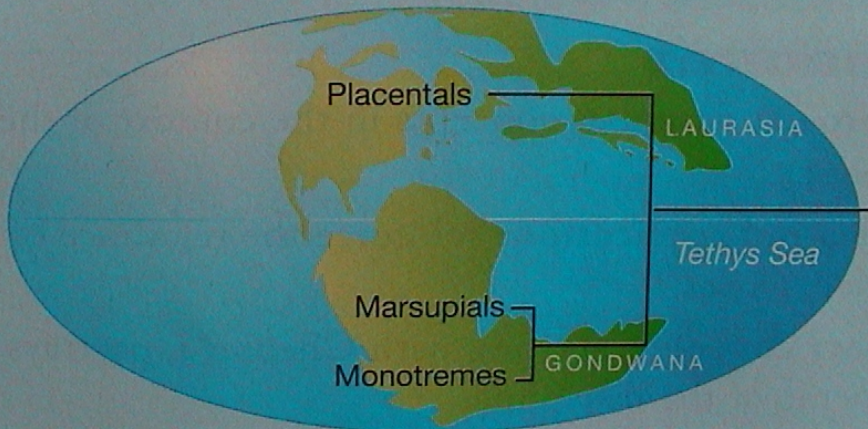 Placentals
LAURASIA
Tethys Sea
Marsupials
GONDWANA
Monotremes